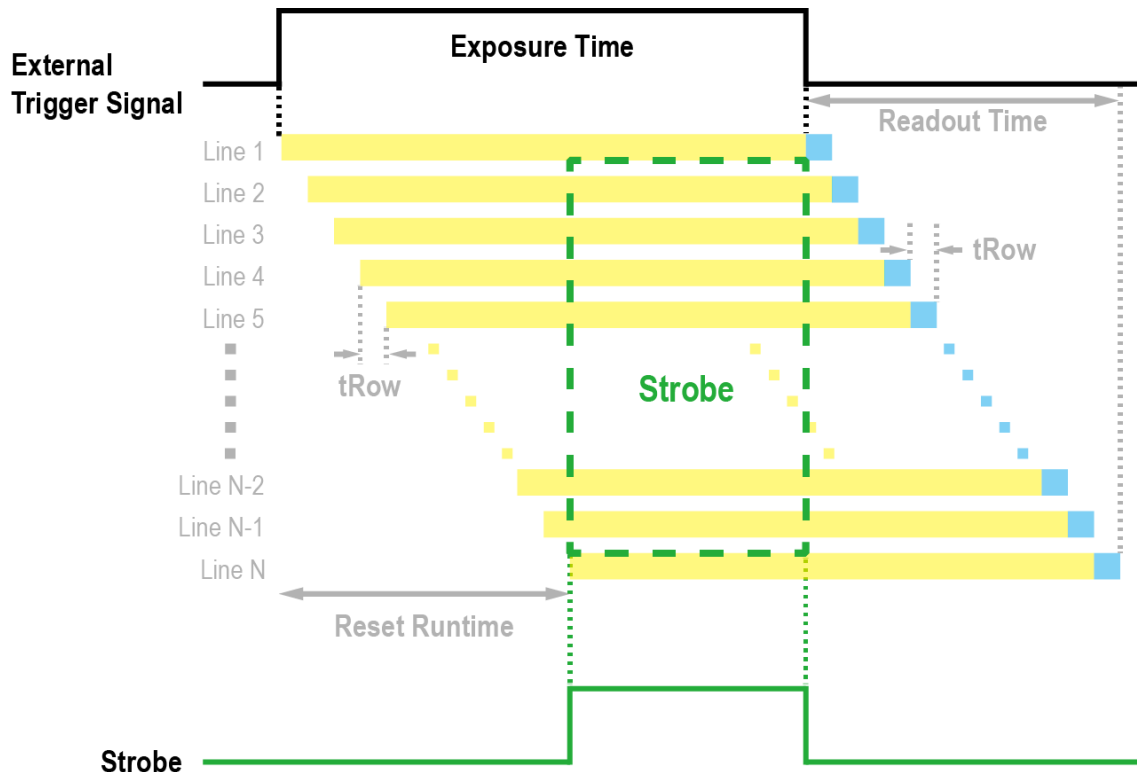 Exposure Time
External
Trigger Signal
Readout Time
Line 1
Line 2
Line 3
tRow
Line 4
Line 5
tRow
Strobe
Line N-2
Line N-1
Line N
Reset Runtime
Strobe